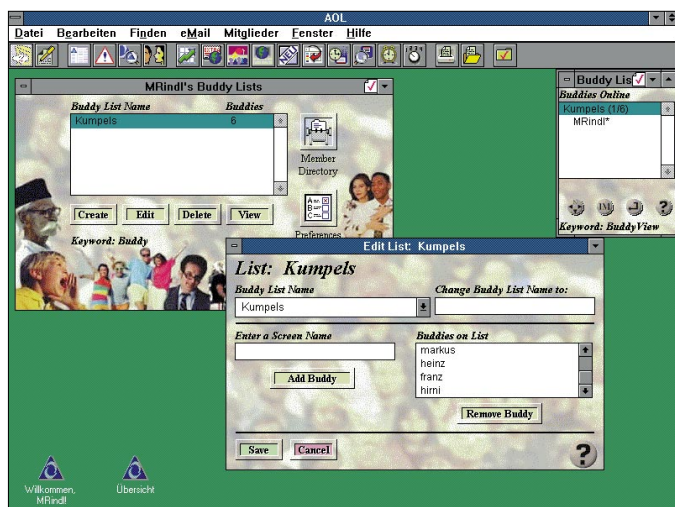 AOL
Datei Bearbeiten Finden eMail Mitglieder Fenster Hilfe
MRindl's Buddy Lists
Buddy List Name Buddies
Kumpels 6
Member
Directory
Create Edit Delete View
Preferences
Keyword: Buddy
Buddy Lis
Buddies Online
Kumpels (1/6)
MRindl*
IM
Keyword: BuddyView
Edit List: Kumpels
List: Kumpels
Buddy List Name Change Buddy List Name to:
Kumpels
Enter a Screen Name Buddies on List
markus
heinz
franz
hirni
Add Buddy
Remove Buddy
Save Cancel
?
Willkommen,
MRindl!
Übersicht